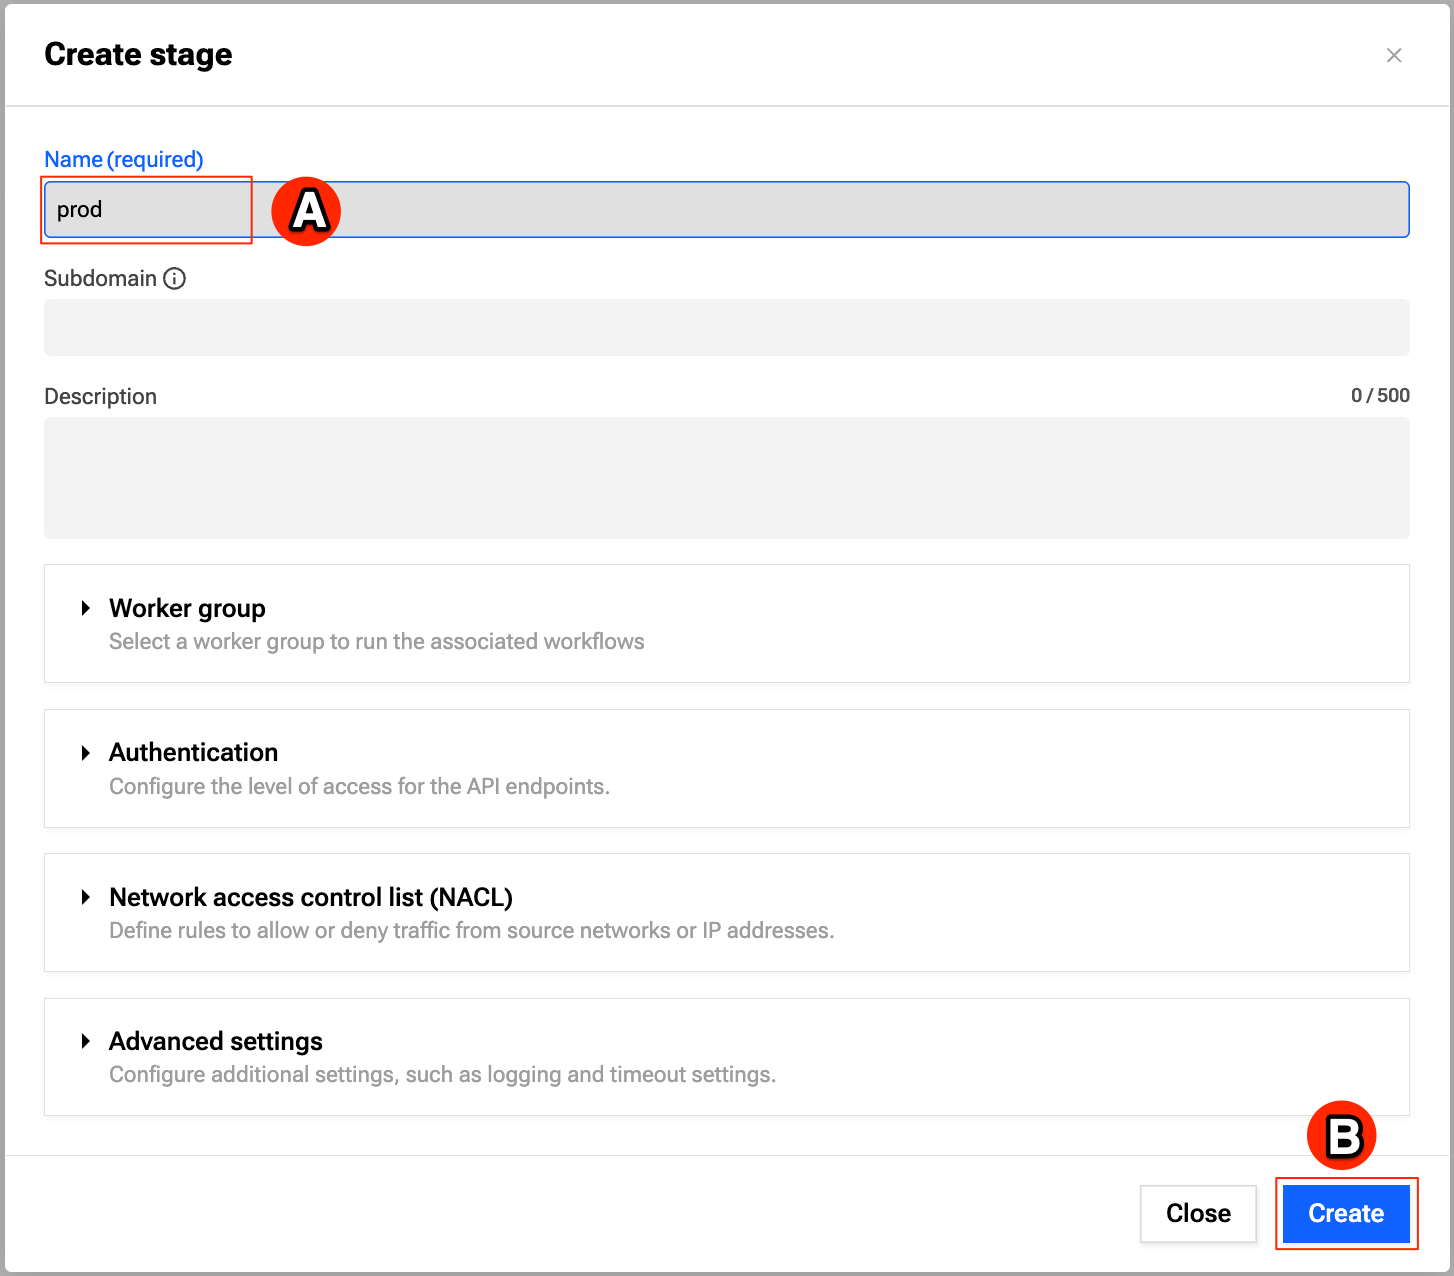 Create stage
Name (required)
prod
A
Subdomain
Description 0 / 500
Worker group
Select a worker group to run the associated workflows
Authentication
Configure the level of access for the API endpoints.
Network access control list (NACL)
Define rules to allow or deny traffic from source networks or IP addresses.
Advanced settings
Configure additional settings, such as logging and timeout settings.
B
Close Create